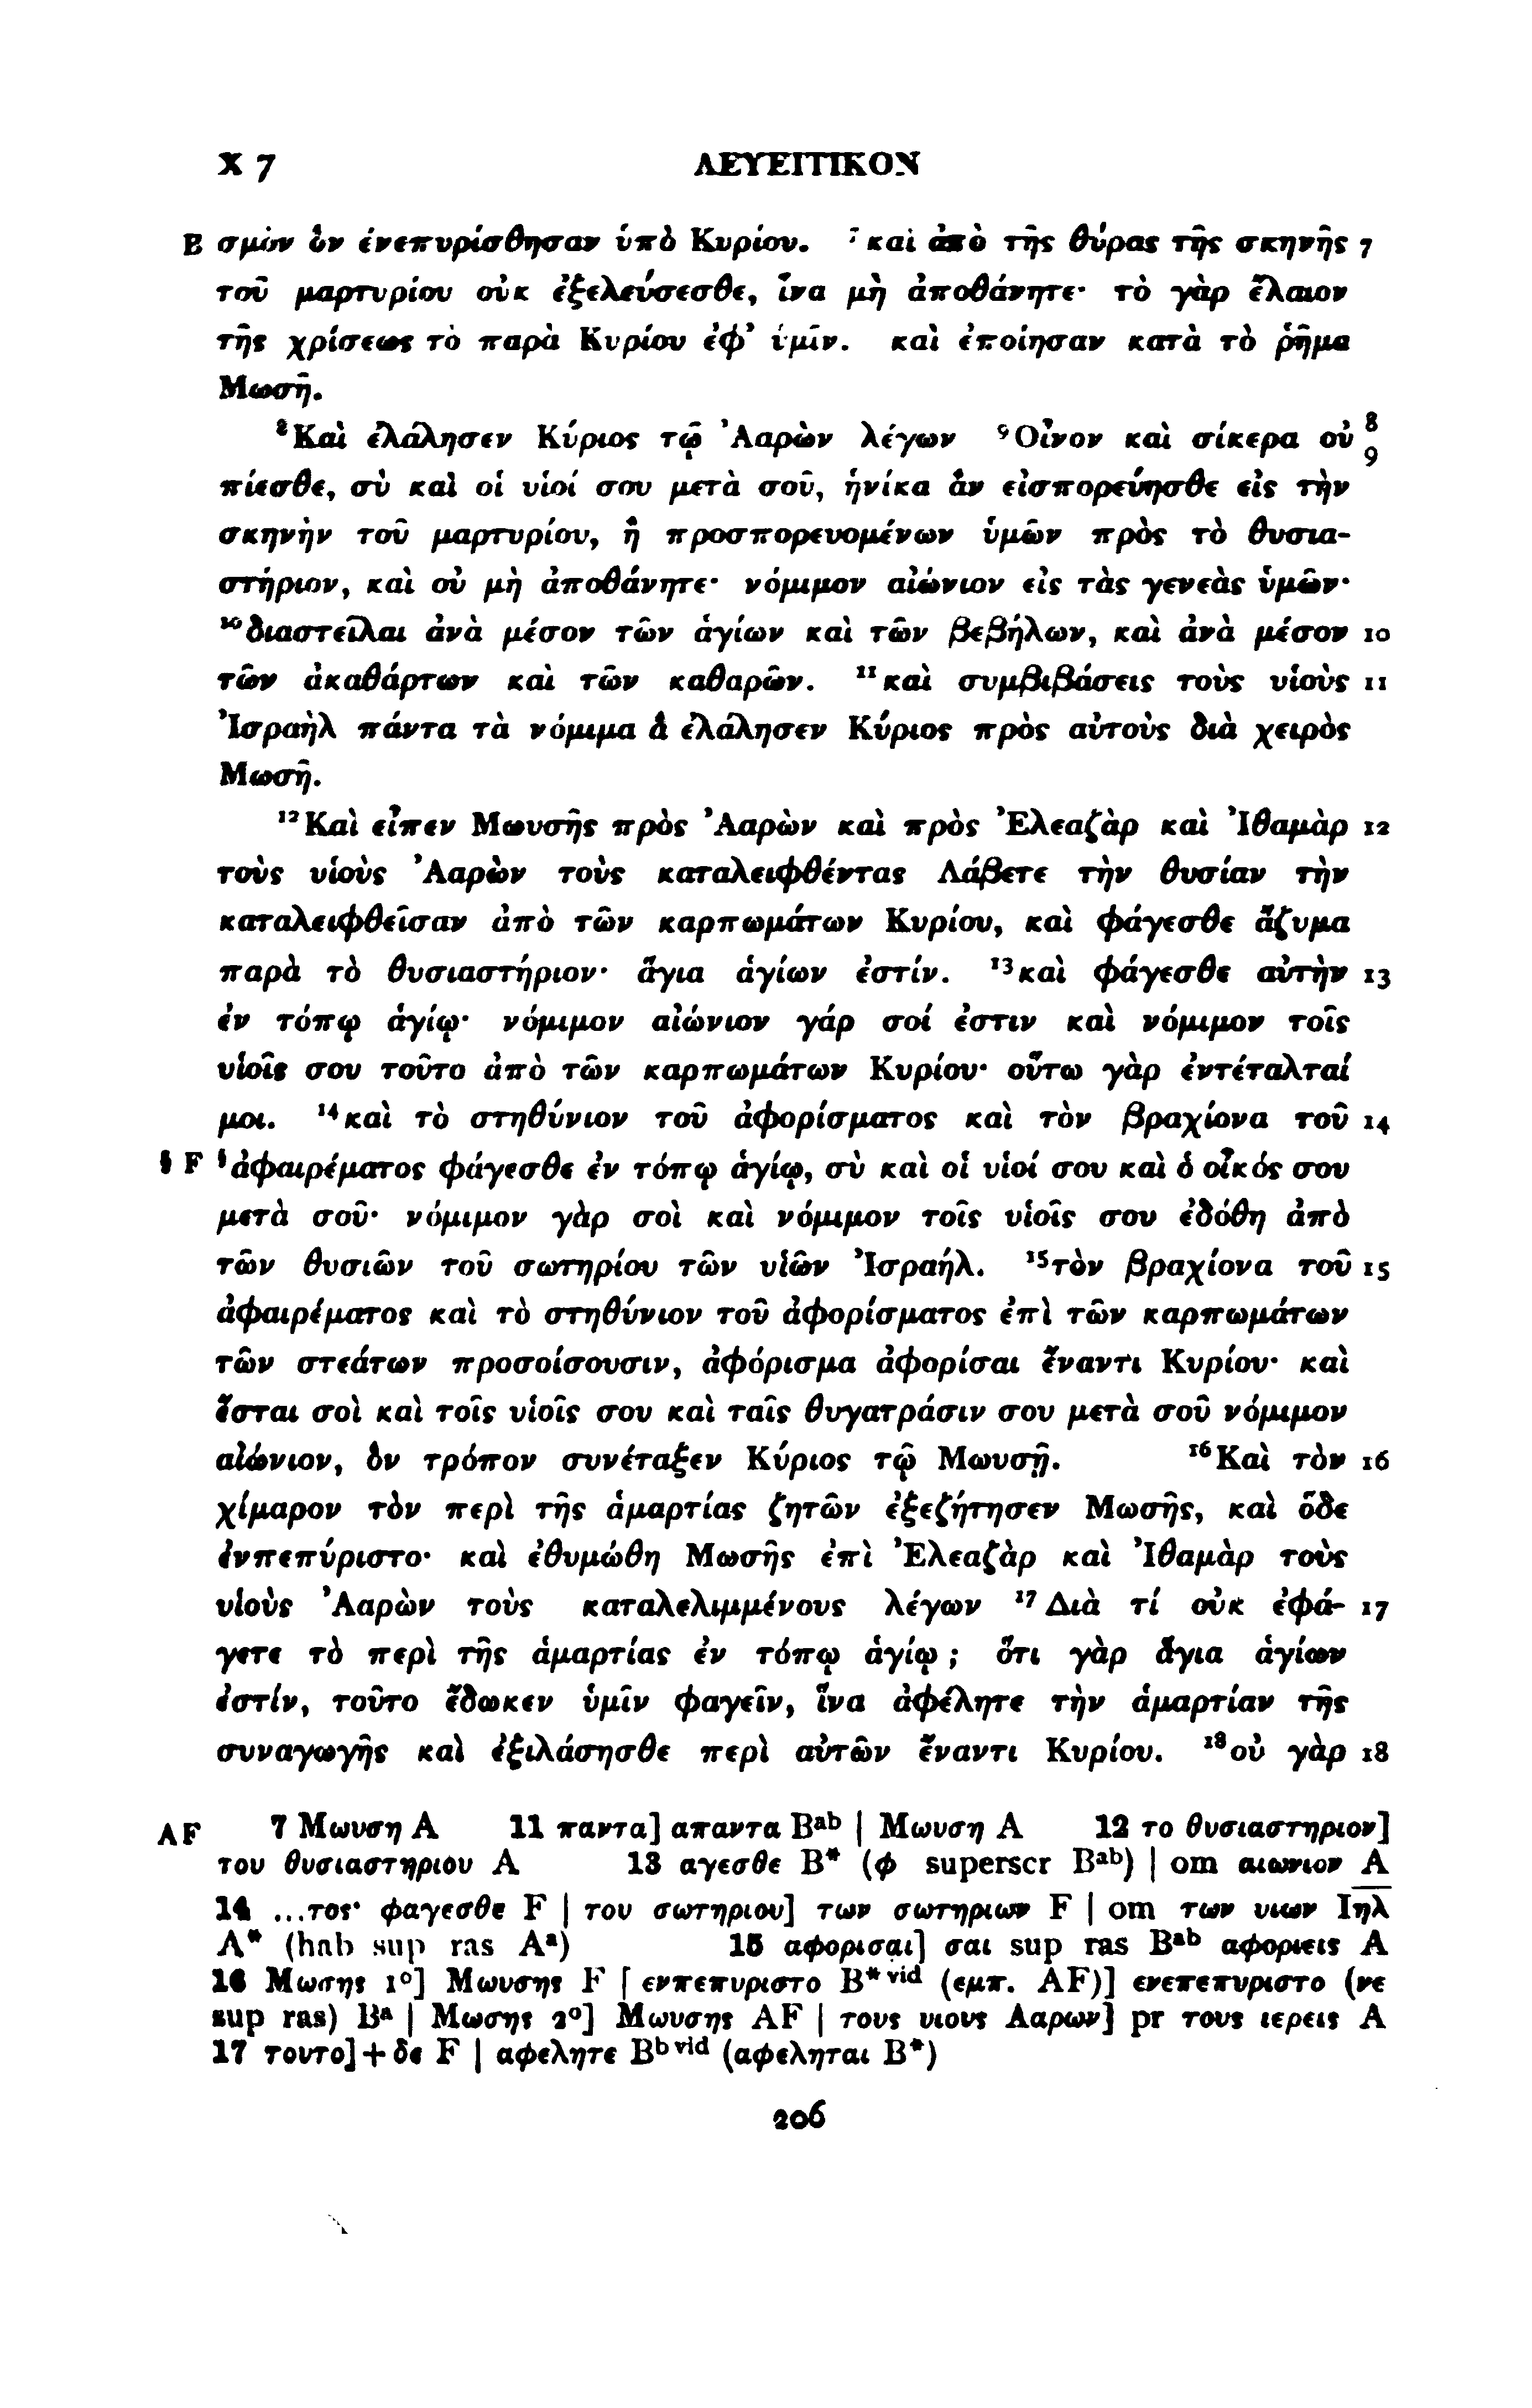 X 7 ΛΕΥΕΙΤΙΚΟΝ
B σμὸν ὃν ἐνεπυρίσθησαν ὑπὸ Κυρίου. ⁷καὶ ἀπὸ τῆς θύρας τῆς σκηνῆς 7
τοῦ μαρτυρίου οὐκ ἐξελεύσεσθε, ἵνα μὴ ἀποθάνητε· τὸ γὰρ ἔλαιον
τῆς χρίσεως τὸ παρὰ Κυρίου ἐφ’ ὑμῖν. καὶ ἐποίησαν κατὰ τὸ ῥῆμα
Μωσῆ.
⁸Καὶ ἐλάλησεν Κύριος τῷ Ἀαρὼν λέγων ⁹Οἶνον καὶ σίκερα οὐ 8 9
πίεσθε, σὺ καὶ οἱ υἱοί σου μετὰ σοῦ, ἡνίκα ἂν εἰσπορεύησθε εἰς τὴν
σκηνὴν τοῦ μαρτυρίου, ἢ προσπορευομένων ὑμῶν πρὸς τὸ θυσια-
στήριον, καὶ οὐ μὴ ἀποθάνητε· νόμιμον αἰώνιον εἰς τὰς γενεὰς ὑμῶν·
¹⁰διαστεῖλαι ἀνὰ μέσον τῶν ἁγίων καὶ τῶν βεβήλων, καὶ ἀνὰ μέσον 10
τῶν ἀκαθάρτων καὶ τῶν καθαρῶν. ¹¹καὶ συμβιβάσεις τοὺς υἱοὺς 11
Ἰσραὴλ πάντα τὰ νόμιμα ἃ ἐλάλησεν Κύριος πρὸς αὐτοὺς διὰ χειρὸς
Μωσῆ.
¹²Καὶ εἶπεν Μωυσῆς πρὸς Ἀαρὼν καὶ πρὸς Ἐλεαζὰρ καὶ Ἰθαμὰρ 12
τοὺς υἱοὺς Ἀαρὼν τοὺς καταλειφθέντας Λάβετε τὴν θυσίαν τὴν
καταλειφθεῖσαν ἀπὸ τῶν καρπωμάτων Κυρίου, καὶ φάγεσθε ἄζυμα
παρὰ τὸ θυσιαστήριον· ἅγια ἁγίων ἐστίν. ¹³καὶ φάγεσθε αὐτὴν 13
ἐν τόπῳ ἁγίῳ· νόμιμον αἰώνιον γάρ σοί ἐστιν καὶ νόμιμον τοῖς
υἱοῖς σου τοῦτο ἀπὸ τῶν καρπωμάτων Κυρίου· οὕτω γὰρ ἐντέταλταί
μοι. ¹⁴καὶ τὸ στηθύνιον τοῦ ἀφορίσματος καὶ τὸν βραχίονα τοῦ 14
§ F §ἀφαιρέματος φάγεσθε ἐν τόπῳ ἁγίῳ, σὺ καὶ οἱ υἱοί σου καὶ ὁ οἶκός σου
μετὰ σοῦ· νόμιμον γὰρ σοὶ καὶ νόμιμον τοῖς υἱοῖς σου ἐδόθη ἀπὸ
τῶν θυσιῶν τοῦ σωτηρίου τῶν υἱῶν Ἰσραήλ. ¹⁵τὸν βραχίονα τοῦ 15
ἀφαιρέματος καὶ τὸ στηθύνιον τοῦ ἀφορίσματος ἐπὶ τῶν καρπωμάτων
τῶν στεάτων προσοίσουσιν, ἀφόρισμα ἀφορίσαι ἔναντι Κυρίου· καὶ
ἔσται σοὶ καὶ τοῖς υἱοῖς σου καὶ ταῖς θυγατράσιν σου μετὰ σοῦ νόμιμον
αἰώνιον, ὃν τρόπον συνέταξεν Κύριος τῷ Μωυσῇ. ¹⁶Καὶ τὸν 16
χίμαρον τὸν περὶ τῆς ἁμαρτίας ζητῶν ἐξεζήτησεν Μωσῆς, καὶ ὅδε
ἐνπεπύριστο· καὶ ἐθυμώθη Μωσῆς ἐπὶ Ἐλεαζὰρ καὶ Ἰθαμὰρ τοὺς
υἱοὺς Ἀαρὼν τοὺς καταλελιμμένους λέγων ¹⁷Διὰ τί οὐκ ἐφά- 17
γετε τὸ περὶ τῆς ἁμαρτίας ἐν τόπῳ ἁγίῳ; ὅτι γὰρ ἅγια ἁγίων
ἐστίν, τοῦτο ἔδωκεν ὑμῖν φαγεῖν, ἵνα ἀφέλητε τὴν ἁμαρτίαν τῆς
συναγωγῆς καὶ ἐξιλάσησθε περὶ αὐτῶν ἔναντι Κυρίου. ¹⁸οὐ γὰρ 18
AF 7 Μωυση A 11 παντα] απαντα Bᵃᵇ | Μωυση A 12 το θυσιαστηριον]
του θυσιαστηριου A 13 αγεσθε B* (φ superscr Bᵃᵇ) | om αιωνιον A
14 ...τος· φαγεσθε F | του σωτηριου] των σωτηριων F | om των υιων Ιηλ
A* (hab sup ras Aᵃ) 15 αφορισαι] σαι sup ras Bᵃᵇ αφοριεις A
16 Μωσης 1°] Μωυσης F | ενπεπυριστο B*ᵛⁱᵈ (εμπ. AF)] ενεπεπυριστο (νε
sup ras) Bᵃ | Μωσης 2°] Μωυσης AF | τους υιους Ααρων] pr τους ιερεις A
17 τουτο]+δε F | αφελητε Bᵇᵛⁱᵈ (αφεληται B*)
206